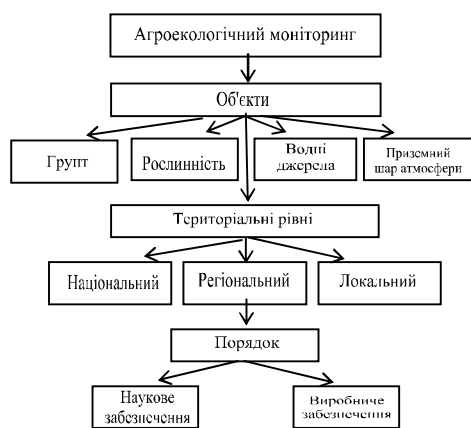 Агроекологічний моніторинг
Об'єкти
Грунт
Рослинність
Водні
джерела
Приземний
шар атмосфери
Територіальні рівні
Національний
Регіональний
Локальний
Порядок
Наукове
забезпечення
Виробниче
забезпечення